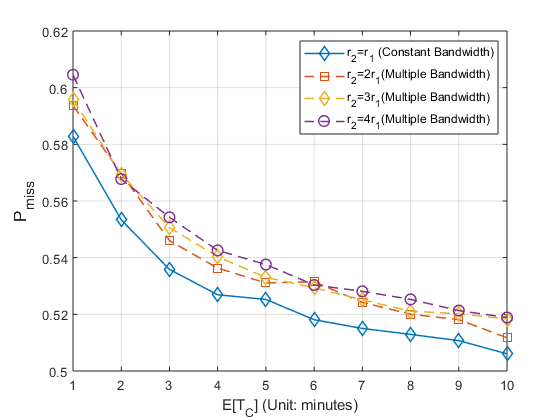 0.62
0.6
0.58
0.56
0.54
0.52
0.5
P_miss
r_2=r_1 (Constant Bandwidth)
r_2=2r_1(Multiple Bandwidth)
r_2=3r_1(Multiple Bandwidth)
r_2=4r_1(Multiple Bandwidth)
1 2 3 4 5 6 7 8 9 10
E[T_C] (Unit: minutes)